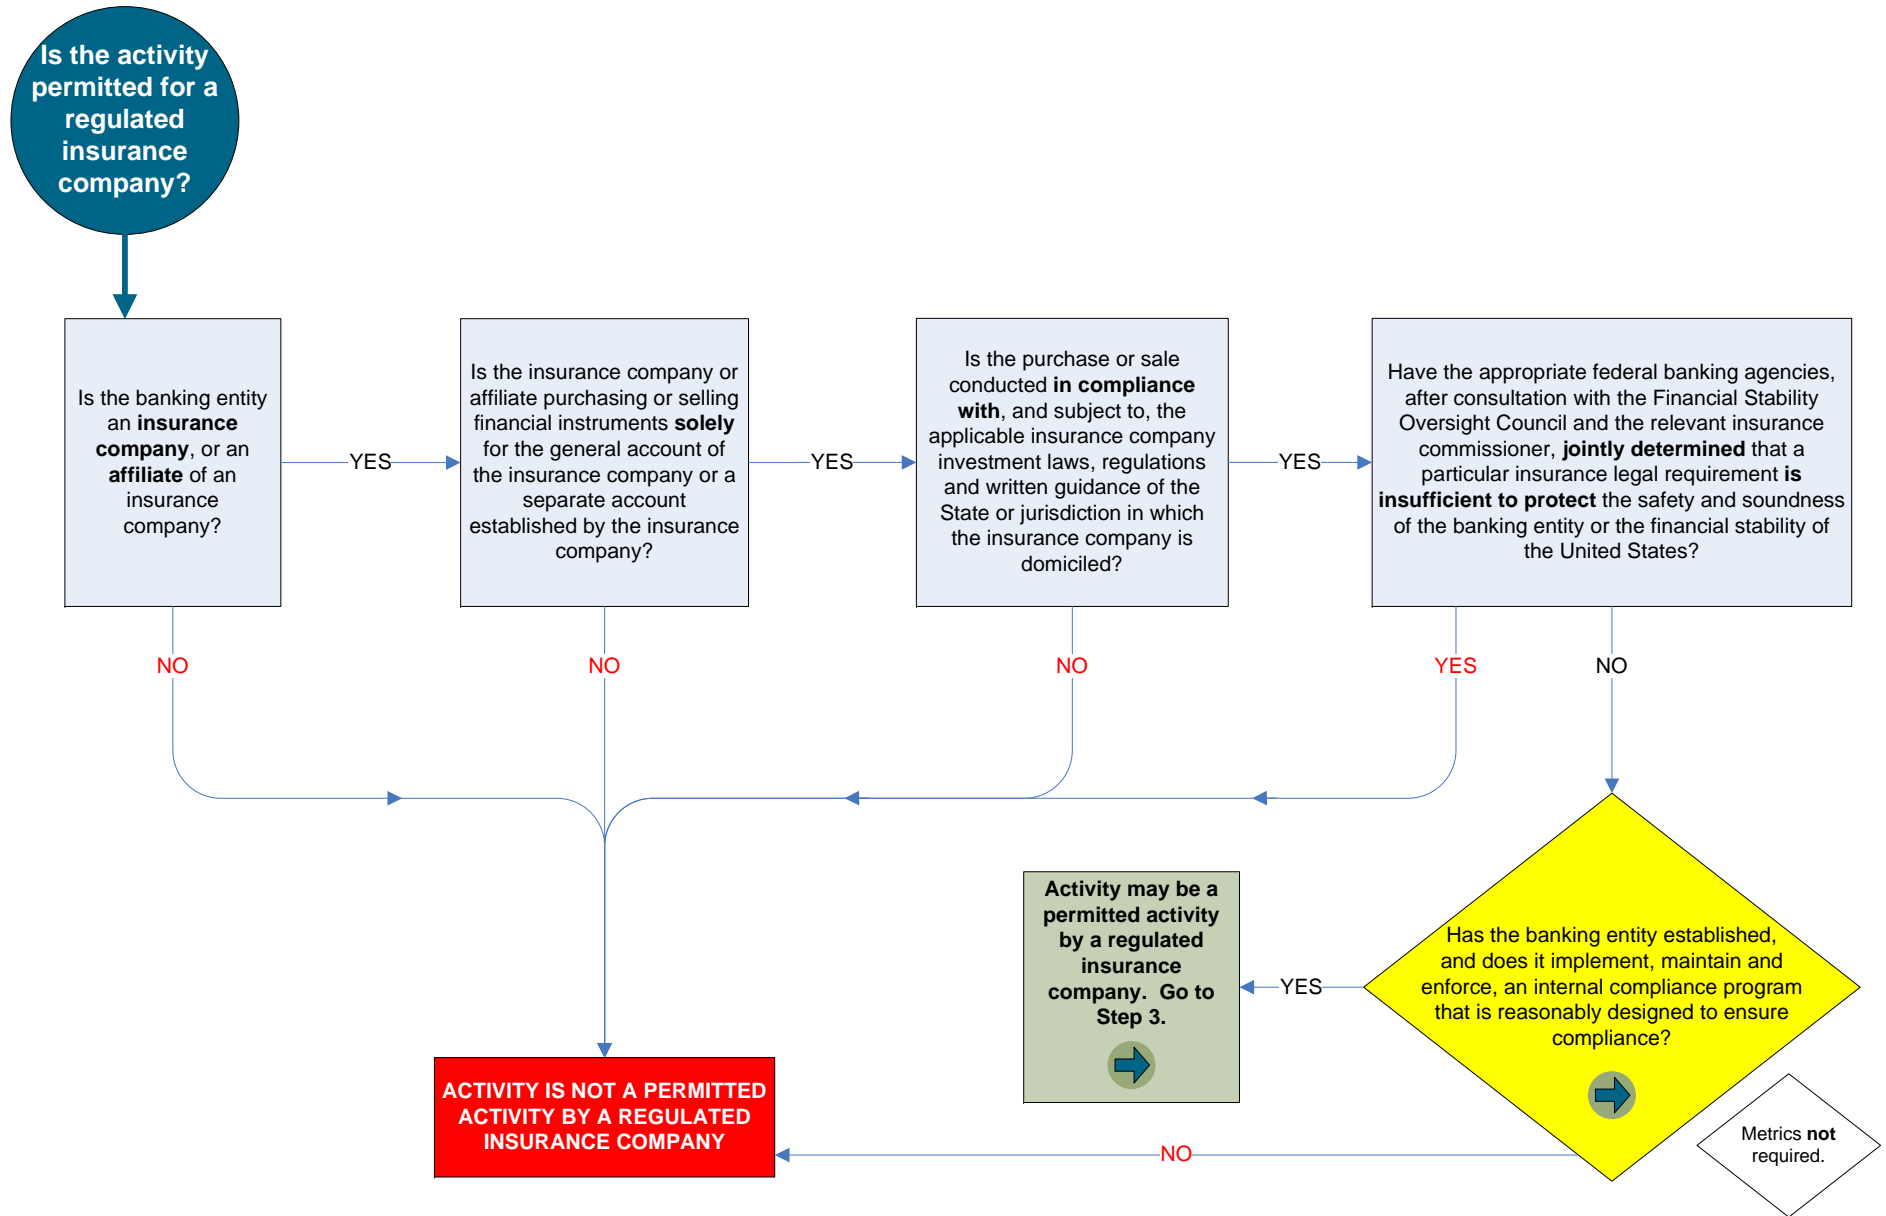 Is the activity
permitted for a
regulated
insurance
company?
Is the banking entity
an insurance
company, or an
affiliate of an
insurance
company?
YES
Is the insurance company or
affiliate purchasing or selling
financial instruments solely
for the general account of
the insurance company or a
separate account
established by the insurance
company?
YES
Is the purchase or sale
conducted in compliance
with, and subject to, the
applicable insurance company
investment laws, regulations
and written guidance of the
State or jurisdiction in which
the insurance company is
domiciled?
YES
Have the appropriate federal banking agencies,
after consultation with the Financial Stability
Oversight Council and the relevant insurance
commissioner, jointly determined that a
particular insurance legal requirement is
insufficient to protect the safety and soundness
of the banking entity or the financial stability of
the United States?
NO
NO
NO
YES
NO
Activity may be a
permitted activity
by a regulated
insurance
company.  Go to
Step 3.
YES
Has the banking entity established,
and does it implement, maintain and
enforce, an internal compliance program
that is reasonably designed to ensure
compliance?
ACTIVITY IS NOT A PERMITTED
ACTIVITY BY A REGULATED
INSURANCE COMPANY
NO
Metrics not
required.